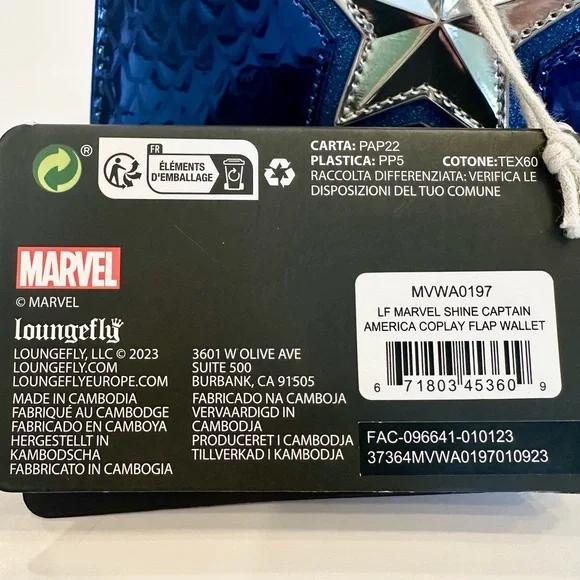 ®
FR
ÉLÉMENTS
D'EMBALLAGE
CARTA: PAP22
PLASTICA: PP5 COTONE:TEX60
RACCOLTA DIFFERENZIATA: VERIFICA LE
DISPOSIZIONI DEL TUO COMUNE
MARVEL
© MARVEL
loungefly
LOUNGEFLY, LLC © 2023
LOUNGEFLY.COM
LOUNGEFLYEUROPE.COM
MADE IN CAMBODIA
FABRIQUÉ AU CAMBODGE
FABRICADO EN CAMBOYA
HERGESTELLT IN
KAMBODSCHA
FABBRICATO IN CAMBOGIA
3601 W OLIVE AVE
SUITE 500
BURBANK, CA 91505
FABRICADO NA CAMBOJA
VERVAARDIGD IN
CAMBODJA
PRODUCERET I CAMBODJA
TILLVERKAD I KAMBODJA
MVWA0197
LF MARVEL SHINE CAPTAIN
AMERICA COPLAY FLAP WALLET
6 71803 45360 9
FAC-096641-010123
37364MVWA0197010923